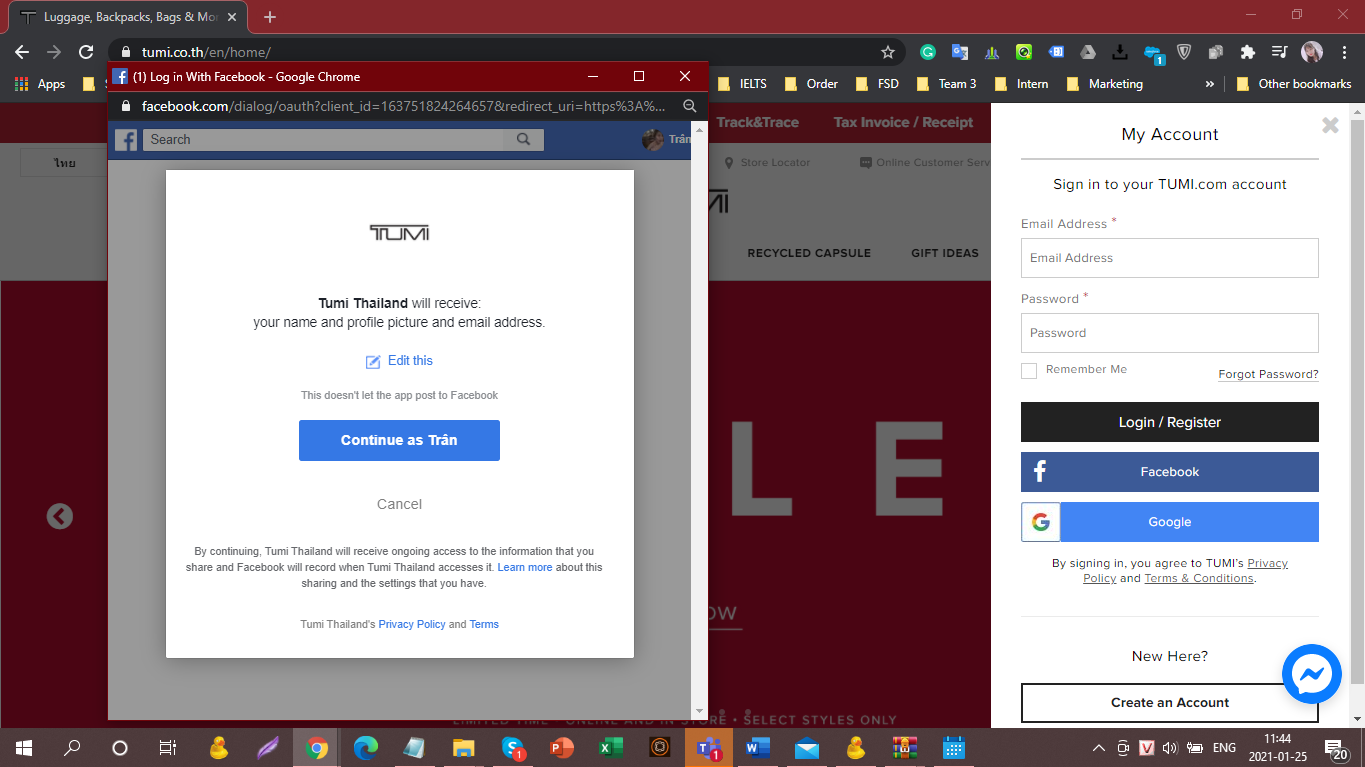 Luggage, Backpacks, Bags & Mor
tumi.co.th/en/home/
1
Apps
IELTS
Order
FSD
Team 3
Intern
Marketing
»
Other bookmarks
(1) Log in With Facebook - Google Chrome
facebook.com/dialog/oauth?client_id=1637518242646​57&redirect_uri=https%3A%...
Search
Trân
TUMI
Tumi Thailand will receive:
your name and profile picture and email address.
Edit this
This doesn't let the app post to Facebook
Continue as Trân
Cancel
By continuing, Tumi Thailand will receive ongoing access to the information that you
share and Facebook will record when Tumi Thailand accesses it. Learn more about this
sharing and the settings that you have.
Tumi Thailand's Privacy Policy and Terms
Track&Trace
Tax Invoice / Receipt
ไทย
Store Locator
Online Customer Serv
MI
RECYCLED CAPSULE
GIFT IDEAS
L E
OW
LIMITED TIME • ONLINE AND IN STORE • SELECT STYLES ONLY
My Account
Sign in to your TUMI.com account
Email Address *
Email Address
Password *
Password
Remember Me
Forgot Password?
Login / Register
Facebook
Google
By signing in, you agree to TUMI's Privacy
Policy and Terms & Conditions.
New Here?
Create an Account
ENG
11:44
2021-01-25
20